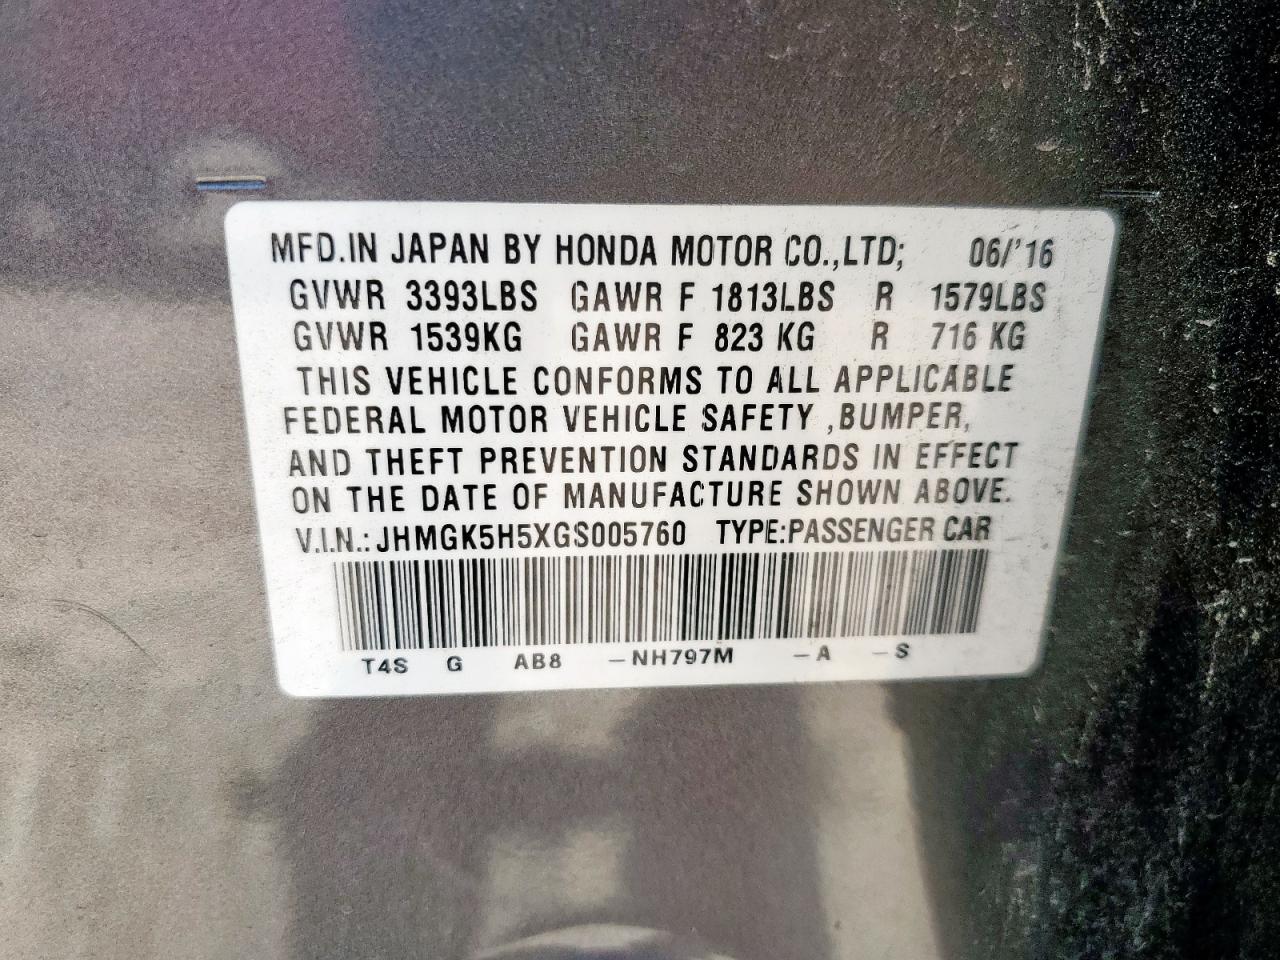 MFD.IN JAPAN BY HONDA MOTOR CO.,LTD; 06/'16
GVWR 3393LBS GAWR F 1813LBS R 1579LBS
GVWR 1539KG GAWR F 823 KG R 716 KG
THIS VEHICLE CONFORMS TO ALL APPLICABLE
FEDERAL MOTOR VEHICLE SAFETY ,BUMPER,
AND THEFT PREVENTION STANDARDS IN EFFECT
ON THE DATE OF MANUFACTURE SHOWN ABOVE.
V.I.N.: JHMGK5H5XGS005760 TYPE:PASSENGER CAR
T4S G AB8 -NH797M -A -S